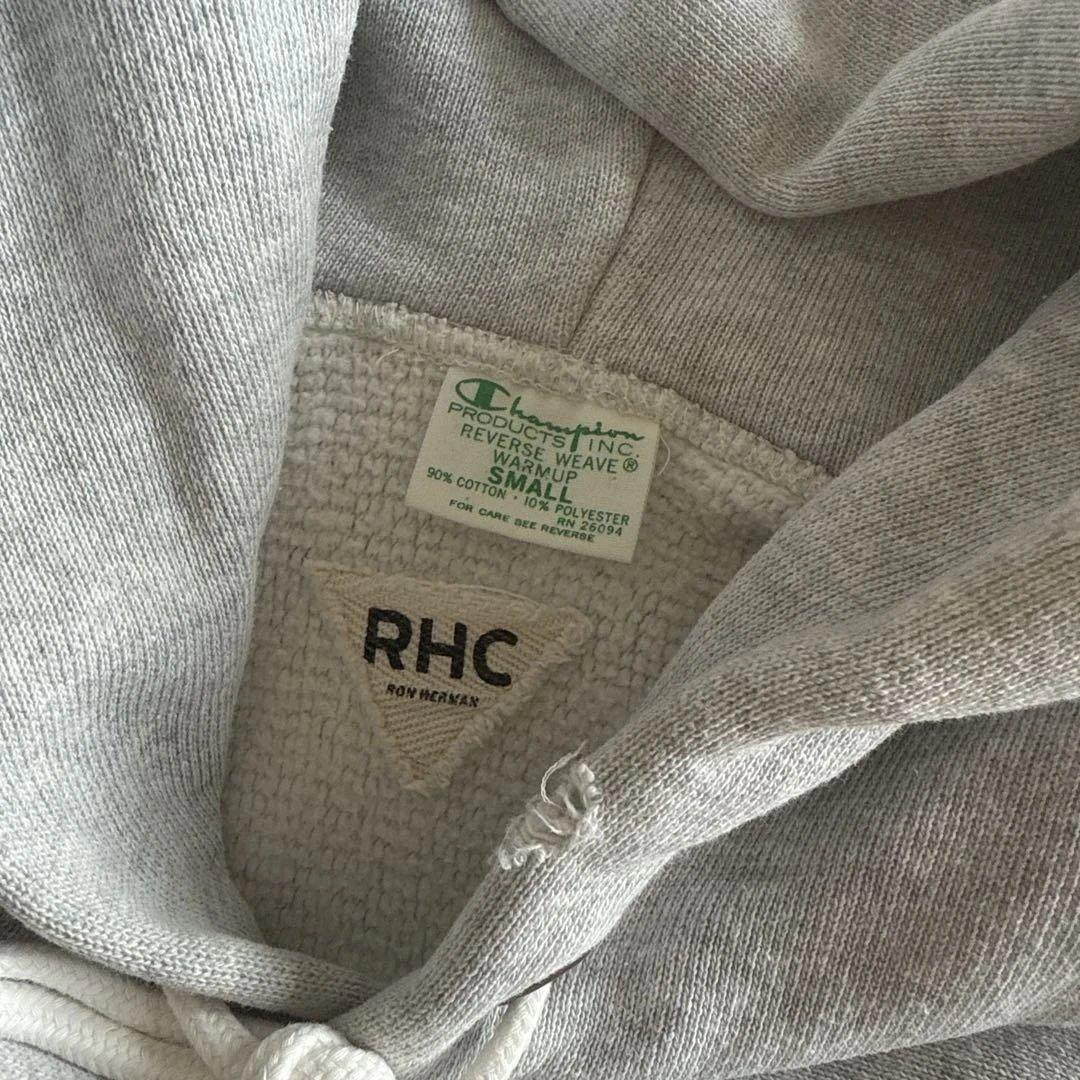 Champion
PRODUCTS INC.
REVERSE WEAVE®
WARMUP
SMALL
90% COTTON · 10% POLYESTER
RN 26094
FOR CARE SEE REVERSE
RHC
RON HERMAN